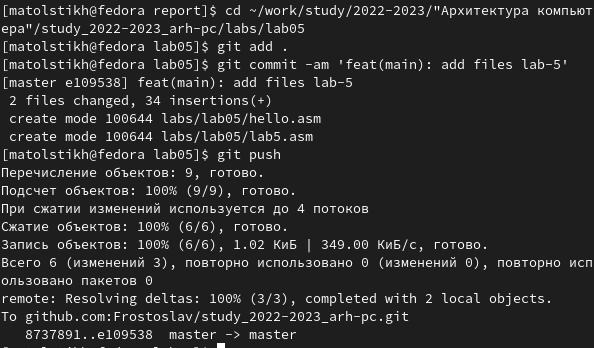 [matolstikh@fedora report]$ cd ~/work/study/2022-2023/"Архитектура компьют
ера"/study_2022-2023_arh-pc/labs/lab05
[matolstikh@fedora lab05]$ git add .
[matolstikh@fedora lab05]$ git commit -am 'feat(main): add files lab-5'
[master e109538] feat(main): add files lab-5
 2 files changed, 34 insertions(+)
 create mode 100644 labs/lab05/hello.asm
 create mode 100644 labs/lab05/lab5.asm
[matolstikh@fedora lab05]$ git push
Перечисление объектов: 9, готово.
Подсчет объектов: 100% (9/9), готово.
При сжатии изменений используется до 4 потоков
Сжатие объектов: 100% (6/6), готово.
Запись объектов: 100% (6/6), 1.02 КиБ | 349.00 КиБ/с, готово.
Всего 6 (изменений 3), повторно использовано 0 (изменений 0), повторно исп
ользовано пакетов 0
remote: Resolving deltas: 100% (3/3), completed with 2 local objects.
To github.com:Frostoslav/study_2022-2023_arh-pc.git
   8737891..e109538  master -> master
[matolstikh@fedora lab05]$